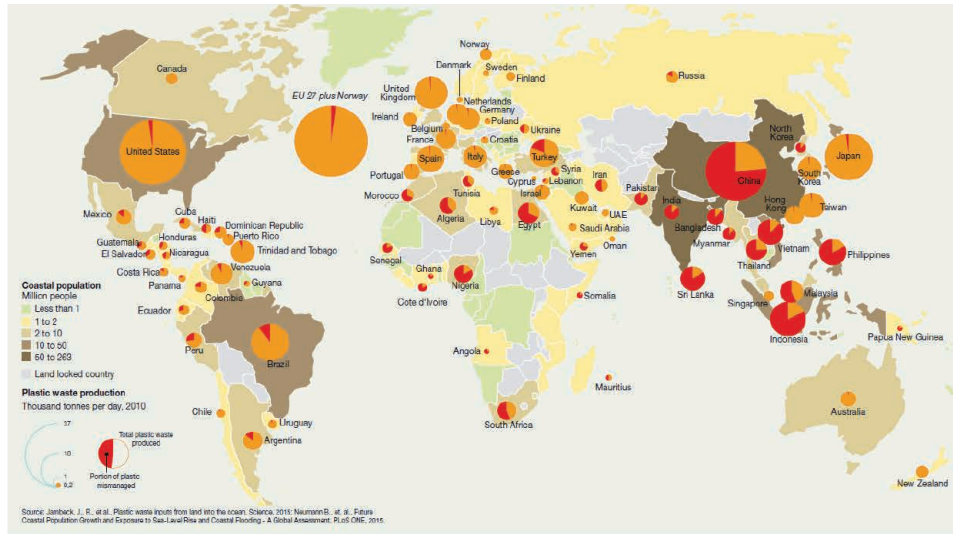 Norway
Denmark
Sweden
Canada
Finland
Russia
United
Kingdom
Netherlands
EU 27 plus Norway
Germany
Ireland
Poland
North
Korea
Belgium
Ukraine
France
Croatia
United States
Spain
Italy
Turkey
Japan
Greece
Syria
South
Korea
China
Portugal
Cyprus
Lebanon
Iran
Tunisia
Israel
Pakistan
Morocco
Hong
Kong
Cuba
Kuwait
India
Taiwan
Mexico
Haiti
Algeria
Libya
Egypt
UAE
Dominican Republic
Puerto Rico
Saudi Arabia
Bangladesh
Honduras
Guatemala
Oman
Myanmar
El Salvador
Nicaragua
Trinidad and Tobago
Yemen
Vietnam
Philippines
Senegal
Thailand
Costa Rica
Venezuela
Ghana
Panama
Guyana
Nigeria
Sri Lanka
Malaysia
Colombia
Cote d'Ivoire
Somalia
Singapore
Coastal population
Million people
Less than 1
1 to 2
2 to 10
10 to 50
50 to 263
Land locked country
Ecuador
Indonesia
Papua New Guinea
Peru
Brazil
Angola
Mauritius
Plastic waste production
Thousand tonnes per day, 2010
37
10
1
0,2
Total plastic waste
produced
Portion of plastic
mismanaged
Chile
Uruguay
Argentina
South Africa
Australia
New Zealand
Source: Jambeck, J., R., et al., Plastic waste inputs from land into the ocean, Science, 2015; Neumann B., et. al., Future
Coastal Population Growth and Exposure to Sea-Level Rise and Coastal Flooding - A Global Assessment. PLoS ONE, 2015.